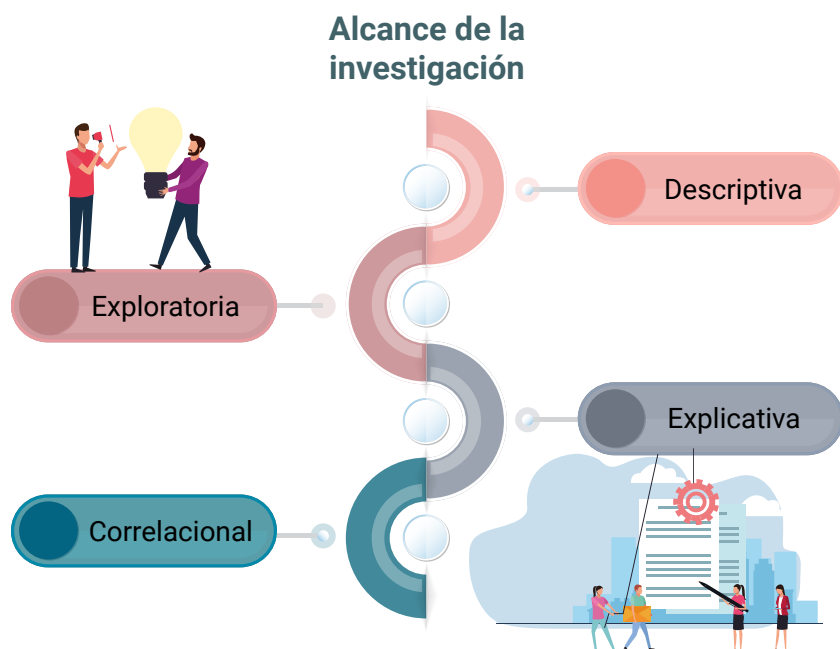 Alcance de la
investigación
Descriptiva
Exploratoria
Explicativa
Correlacional